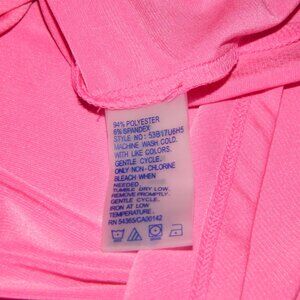 94% POLYESTER
6% SPANDEX
STYLE NO: 53B17U6H5
MACHINE WASH COLD.
WITH LIKE COLORS.
GENTLE CYCLE.
ONLY NON-CHLORINE
BLEACH WHEN
NEEDED.
TUMBLE DRY LOW.
REMOVE PROMPTLY.
GENTLE CYCLE.
IRON AT LOW
TEMPERATURE.
RN 54365/CA00142